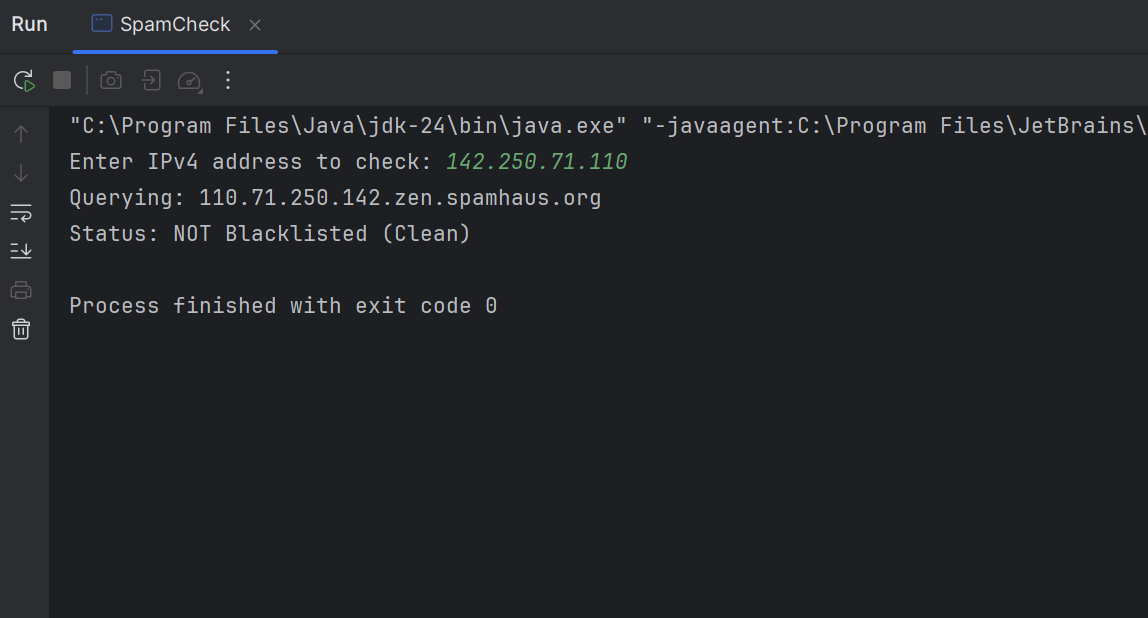 Run SpamCheck
"C:\Program Files\Java\jdk-24\bin\java.exe" "-javaagent:C:\Program Files\JetBrains\
Enter IPv4 address to check: 142.250.71.110
Querying: 110.71.250.142.zen.spamhaus.org
Status: NOT Blacklisted (Clean)
Process finished with exit code 0